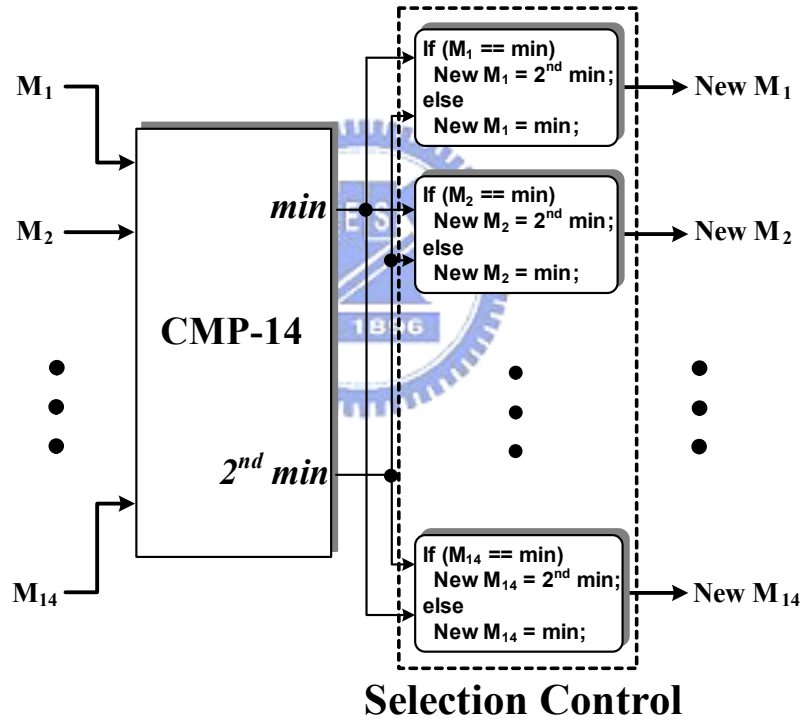 M1
M2
M14
CMP-14
min
2nd min
If (M1 == min)
New M1 = 2nd min;
else
New M1 = min;
If (M2 == min)
New M2 = 2nd min;
else
New M2 = min;
If (M14 == min)
New M14 = 2nd min;
else
New M14 = min;
New M1
New M2
New M14
Selection Control
E S
1896